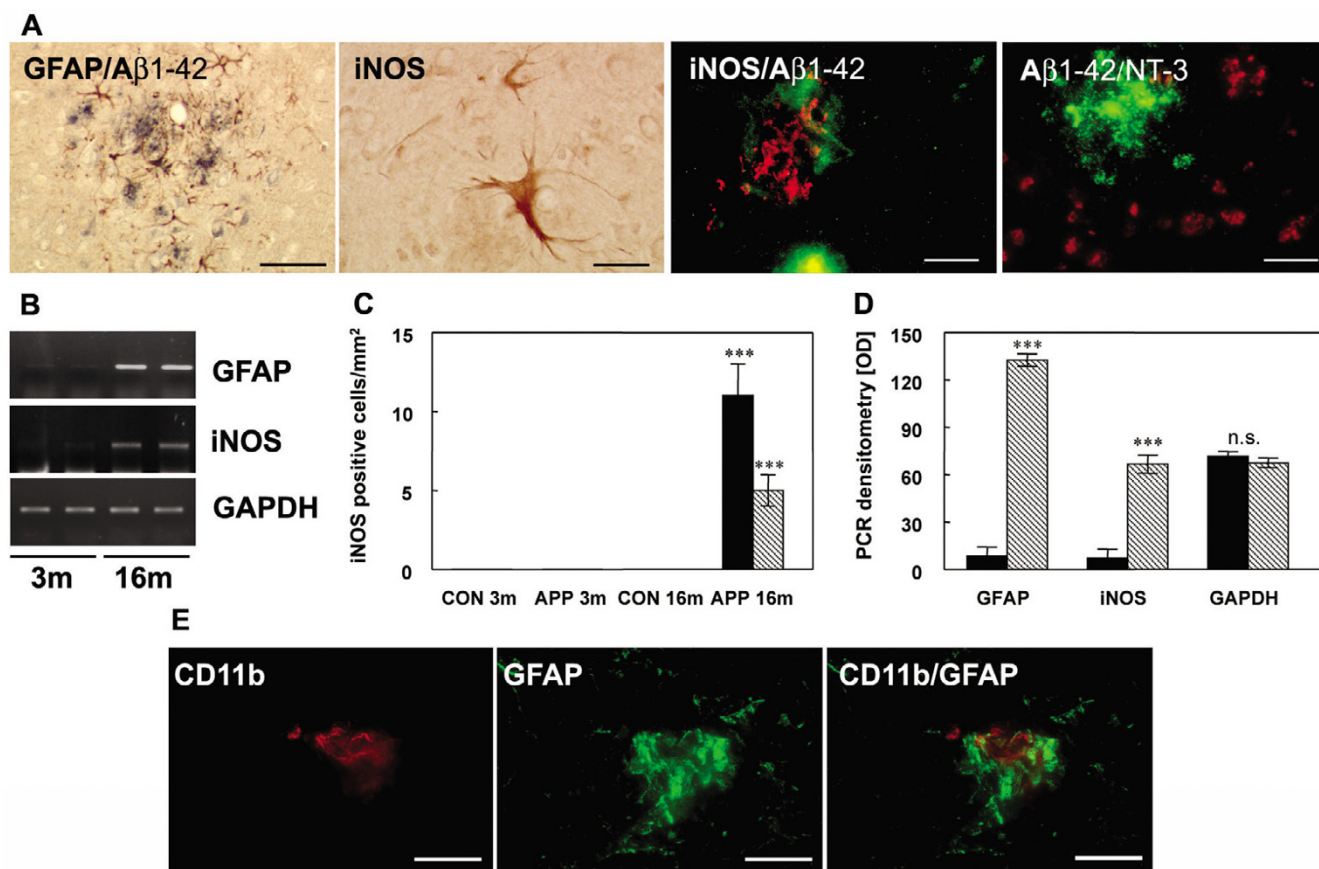 A
GFAP/Aβ1-42
iNOS
iNOS/Aβ1-42
Aβ1-42/NT-3
B
GFAP
iNOS
GAPDH
3m 16m
C
iNOS positive cells/mm²
15
10
5
0
***
***
CON 3m APP 3m CON 16m APP 16m
D
PCR densitometry [OD]
150
120
90
60
30
0
***
***
n.s.
GFAP iNOS GAPDH
E
CD11b
GFAP
CD11b/GFAP